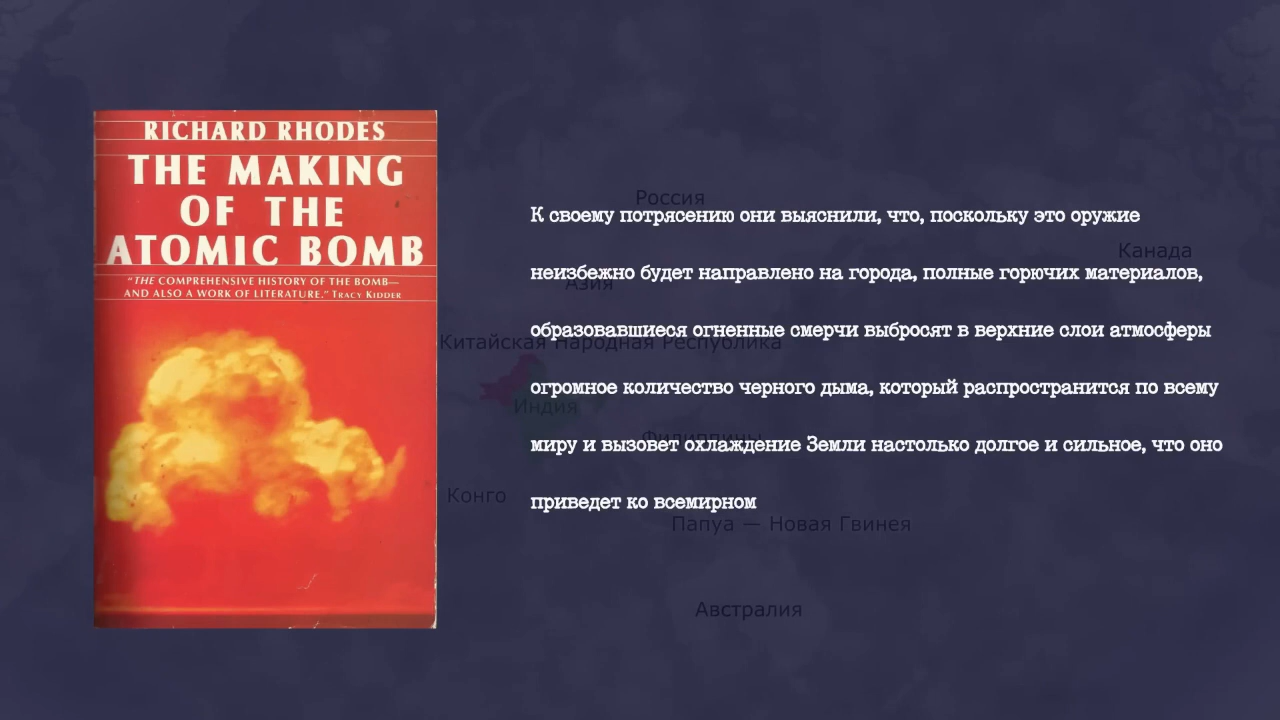 RICHARD RHODES
THE MAKING
OF THE
ATOMIC BOMB
“THE COMPREHENSIVE HISTORY OF THE BOMB—
AND ALSO A WORK OF LITERATURE.” TRACY KIDDER
Россия
К своему потрясению они выяснили, что, поскольку это оружие
Канада
неизбежно будет направлено на города, полные горючих материалов,
Азия
образовавшиеся огненные смерчи выбросят в верхние слои атмосферы
Китайская Народная Республика
огромное количество черного дыма, который распространится по всему
Индия
Филиппины
миру и вызовет охлаждение Земли настолько долгое и сильное, что оно
Конго
приведет ко всемирном
Папуа — Новая Гвинея
Австралия